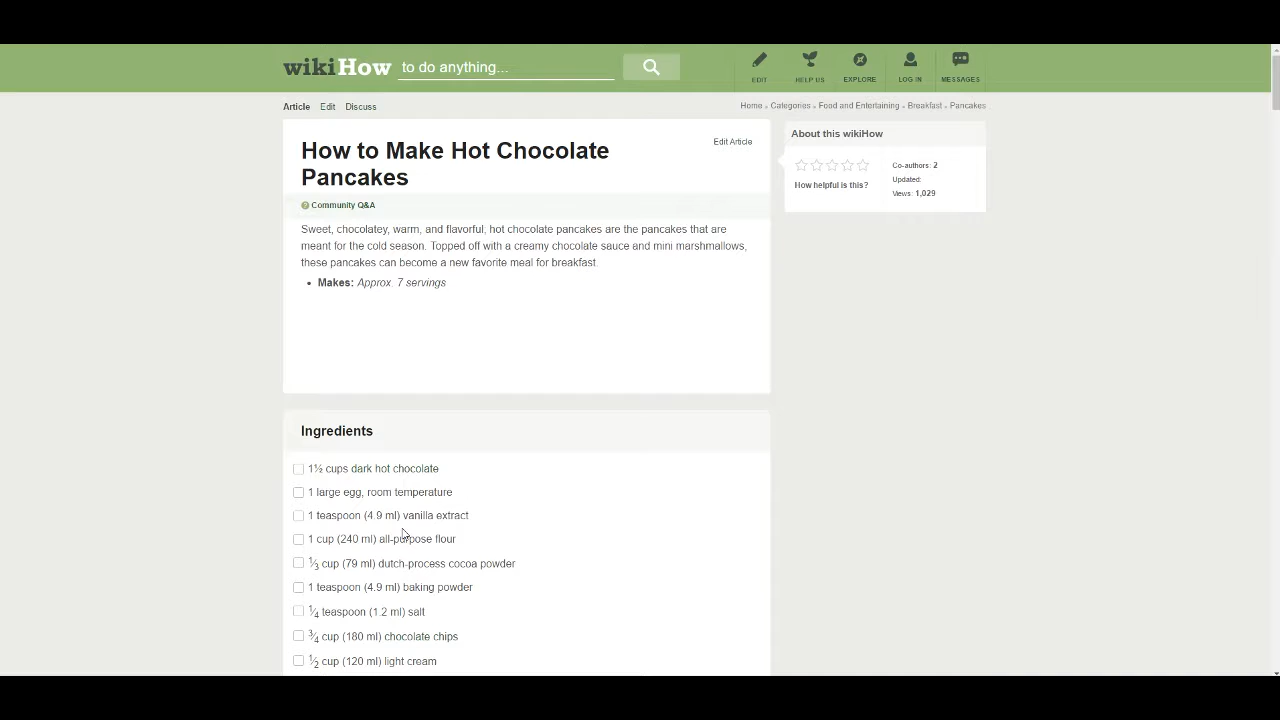 wikiHow to do anything...
EDIT HELP US EXPLORE LOG IN MESSAGES
Article Edit Discuss
Home » Categories » Food and Entertaining » Breakfast » Pancakes
How to Make Hot Chocolate
Pancakes
Edit Article
? Community Q&A
Sweet, chocolatey, warm, and flavorful; hot chocolate pancakes are the pancakes that are
meant for the cold season. Topped off with a creamy chocolate sauce and mini marshmallows,
these pancakes can become a new favorite meal for breakfast.
• Makes: Approx. 7 servings
About this wikiHow
How helpful is this?
Co-authors: 2
Updated:
Views: 1,029
Ingredients
1½ cups dark hot chocolate
1 large egg, room temperature
1 teaspoon (4.9 ml) vanilla extract
1 cup (240 ml) all-purpose flour
1/3 cup (79 ml) dutch-process cocoa powder
1 teaspoon (4.9 ml) baking powder
1/4 teaspoon (1.2 ml) salt
3/4 cup (180 ml) chocolate chips
1/2 cup (120 ml) light cream